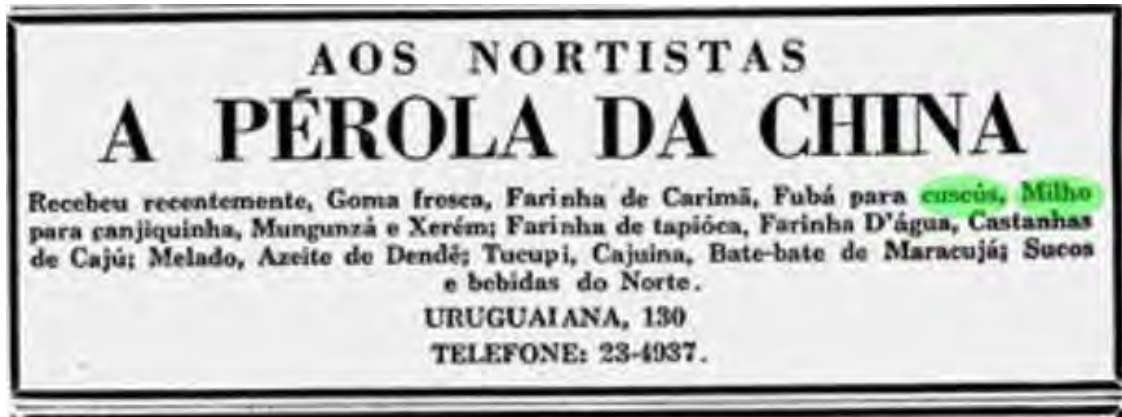 AOS NORTISTAS
A PÉROLA DA CHINA
Recebeu recentemente, Goma fresca, Farinha de Carimã, Fubá para cuscús, Milho
para canjiquinha, Mungunzá e Xerém; Farinha de tapióca, Farinha D'água, Castanhas
de Cajú; Melado, Azeite de Dendê; Tucupi, Cajuina, Bate-bate de Maracujá; Sucos
e bebidas do Norte.
URUGUAIANA, 130
TELEFONE: 23-4937.